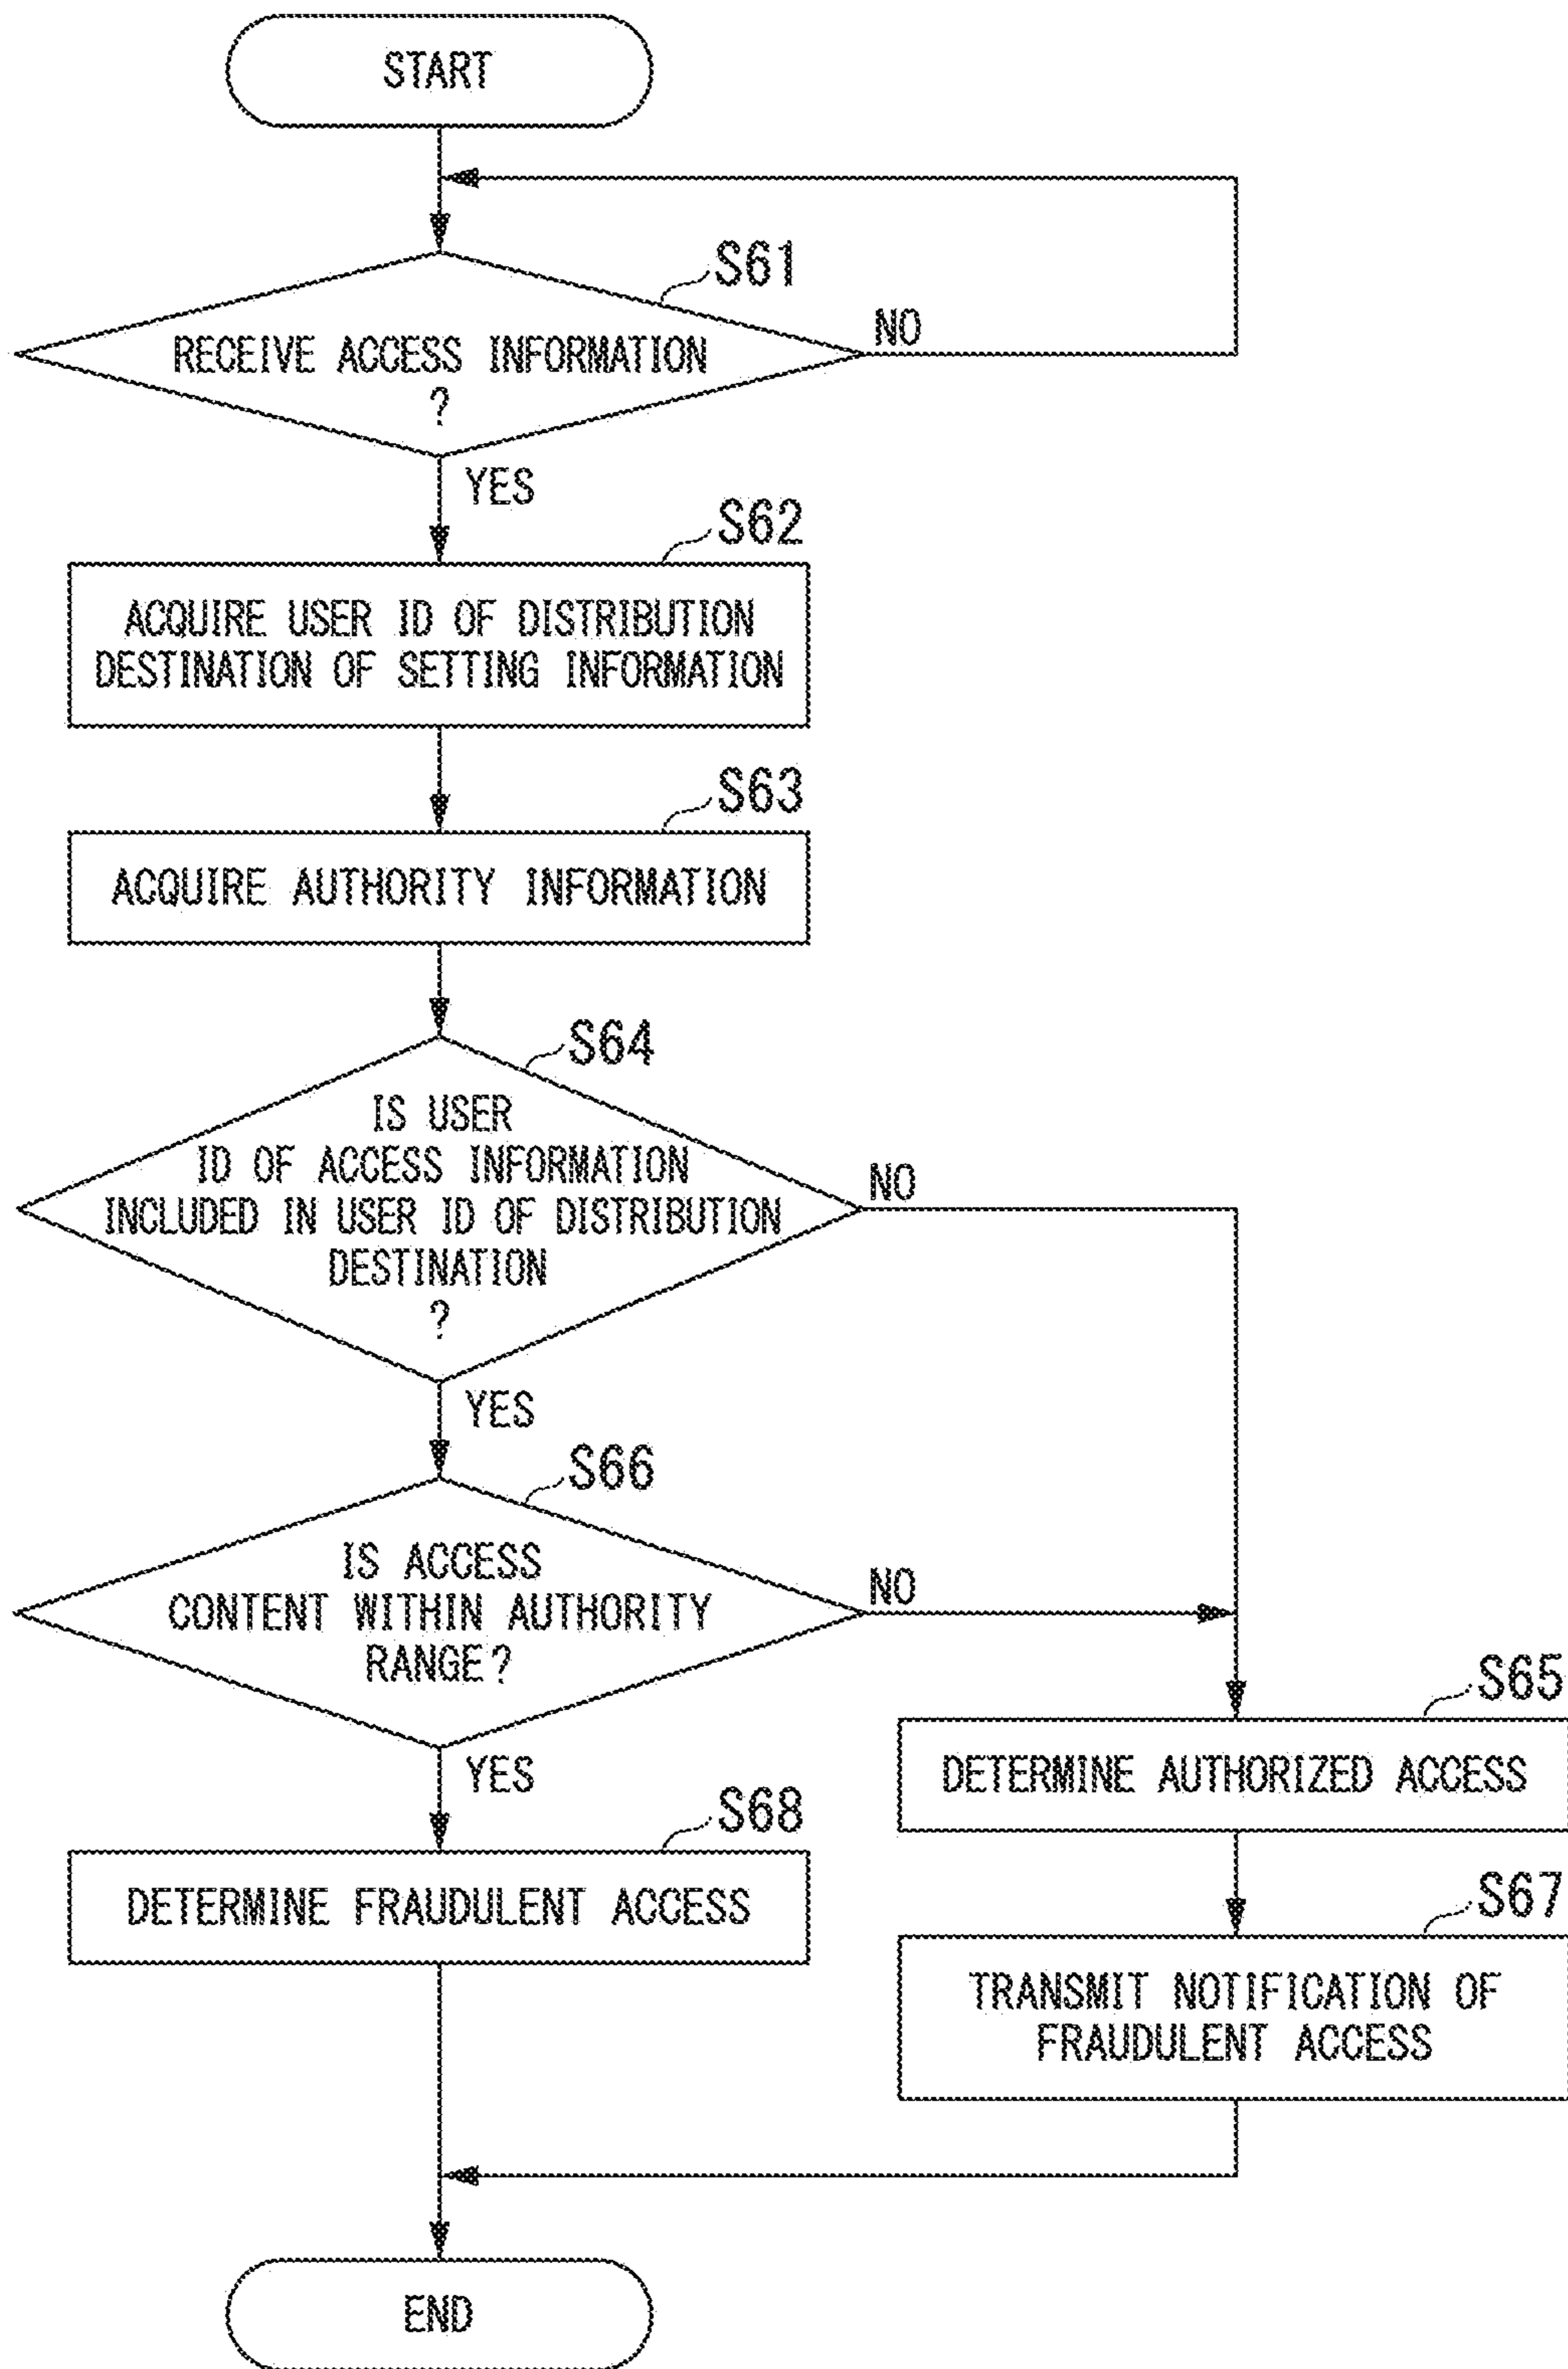 START
S61
RECEIVE ACCESS INFORMATION
?
NO
YES
S62
ACQUIRE USER ID OF DISTRIBUTION
DESTINATION OF SETTING INFORMATION
S63
ACQUIRE AUTHORITY INFORMATION
S64
IS USER
ID OF ACCESS INFORMATION
INCLUDED IN USER ID OF DISTRIBUTION
DESTINATION
?
NO
YES
S66
IS ACCESS
CONTENT WITHIN AUTHORITY
RANGE?
NO
YES
S65
DETERMINE AUTHORIZED ACCESS
S68
DETERMINE FRAUDULENT ACCESS
S67
TRANSMIT NOTIFICATION OF
FRAUDULENT ACCESS
END